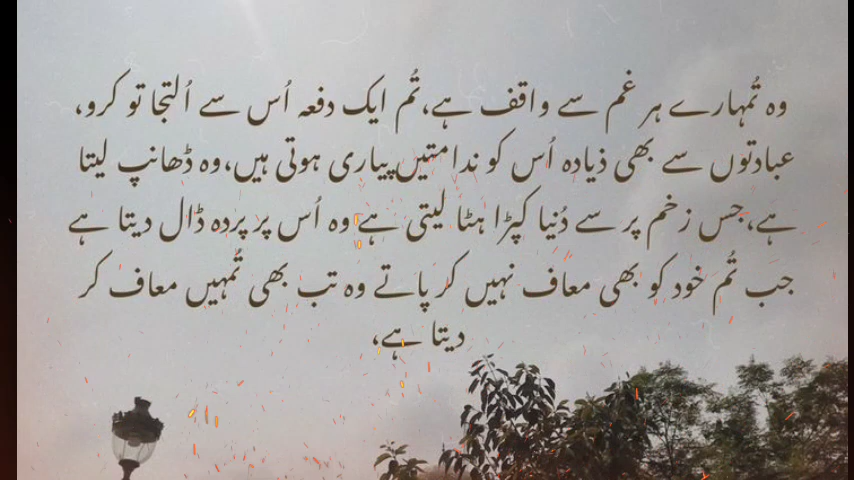 وہ تُمہارے ہر غم سے واقف ہے،تُم ایک دفعہ اُس سے اُلتجا تو کرو،
عبادتوں سے بھی ذیادہ اُس کو ندامتیں پیاری ہوتی ہیں،وہ ڈھانپ لیتا
ہے،جس زخم پر سے دُنیا کپڑا ہٹا لیتی ہے وہ اُس پر پردہ ڈال دیتا ہے
جب تُم خود کو بھی معاف نہیں کر پاتے وہ تب بھی تُمہیں معاف کر
دیتا ہے،